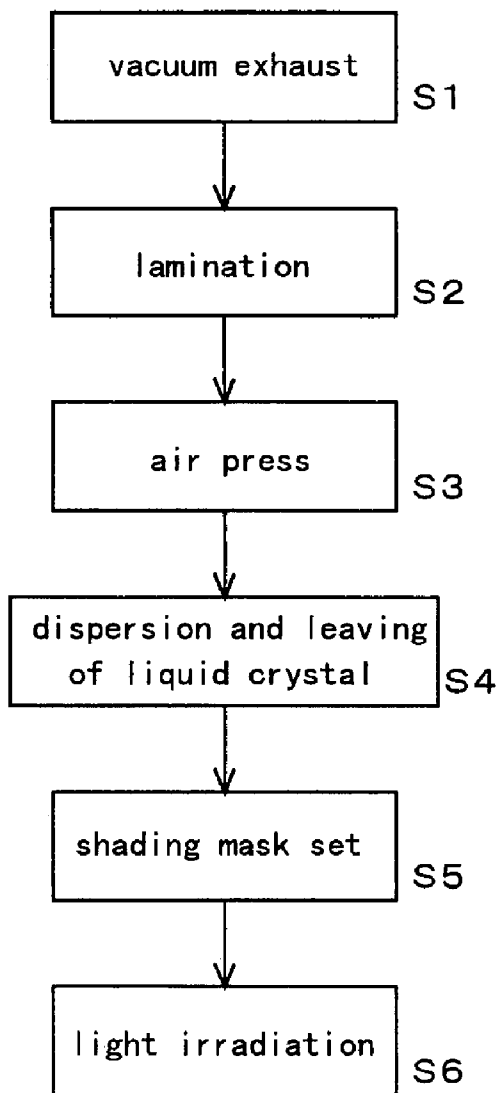 vacuum exhaust
S1
lamination
S2
air press
S3
dispersion and leaving
of liquid crystal
S4
shading mask set
S5
light irradiation
S6